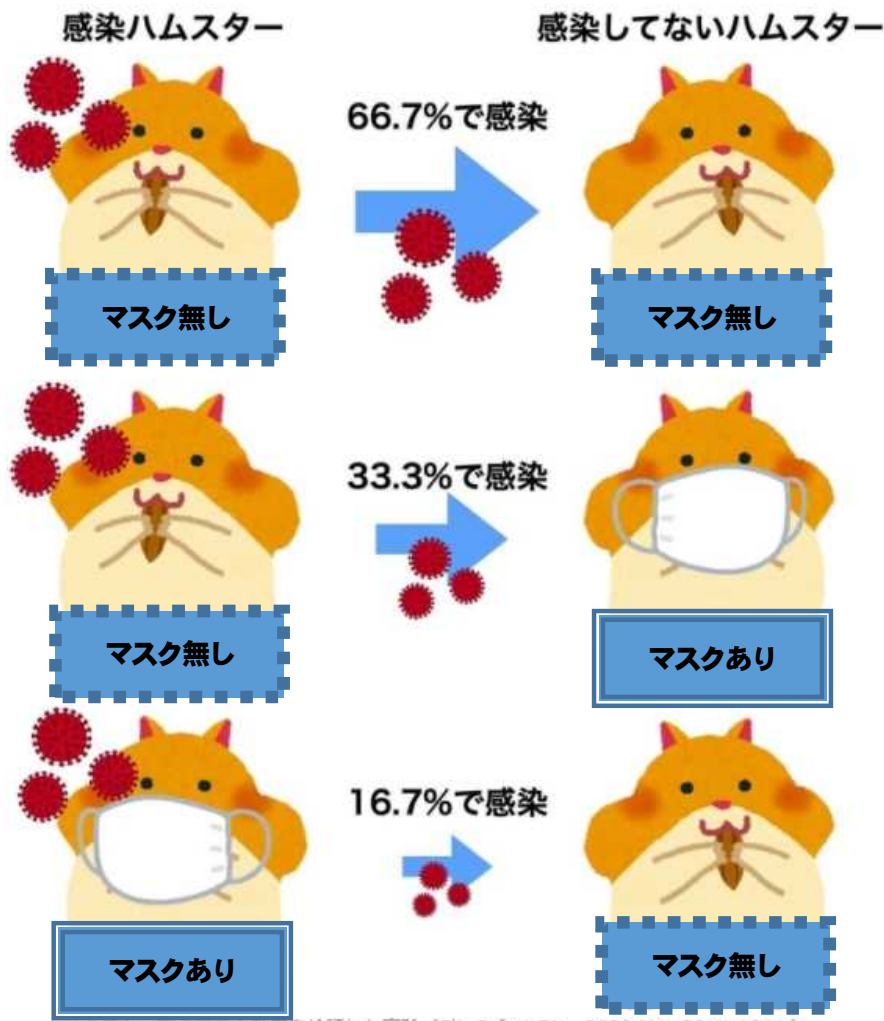 感染ハムスター
感染してないハムスター
66.7%で感染
マスク無し
マスク無し
33.3%で感染
マスク無し
マスクあり
16.7%で感染
マスクあり
マスク無し